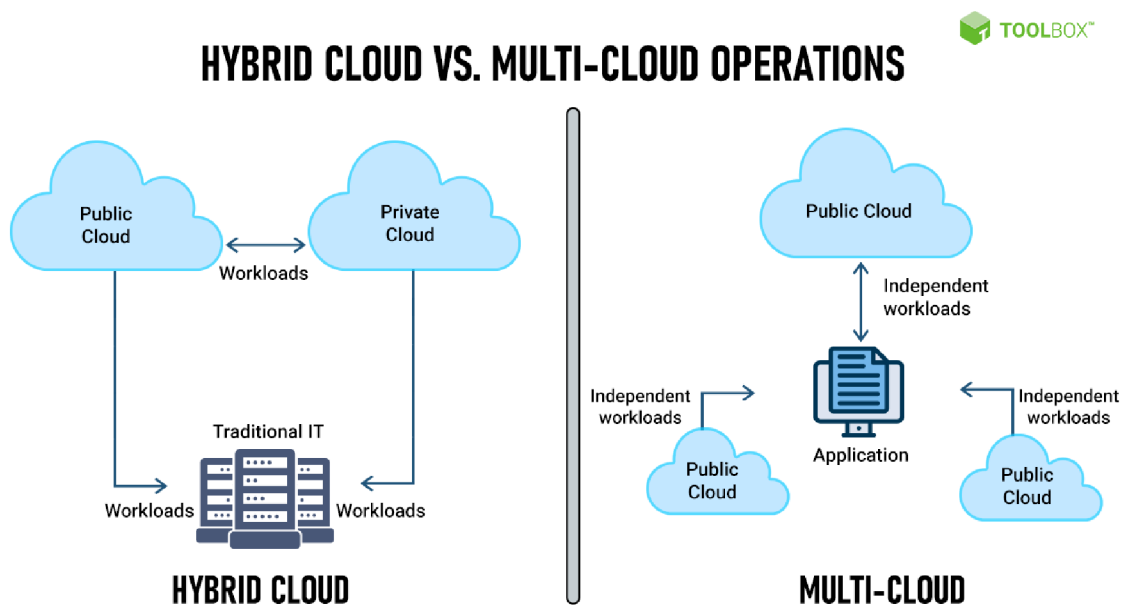 TOOLBOX™
HYBRID CLOUD VS. MULTI-CLOUD OPERATIONS
Public
Cloud
Private
Cloud
Workloads
Traditional IT
Workloads
Workloads
HYBRID CLOUD
Public Cloud
Independent
workloads
Independent
workloads
Independent
workloads
Application
Public
Cloud
Public
Cloud
MULTI-CLOUD